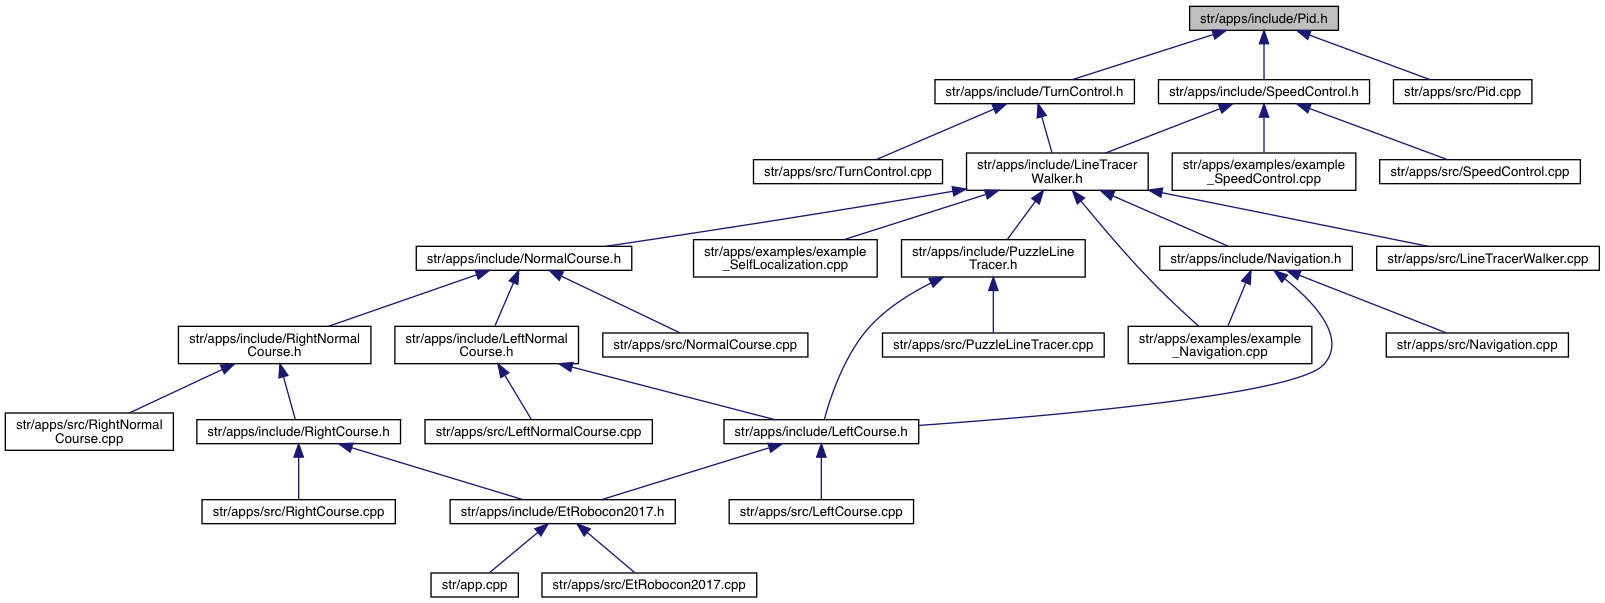 str/apps/include/Pid.h
str/apps/include/TurnControl.h
str/apps/include/SpeedControl.h
str/apps/src/Pid.cpp
str/apps/src/TurnControl.cpp
str/apps/include/LineTracer
Walker.h
str/apps/examples/example
_SpeedControl.cpp
str/apps/src/SpeedControl.cpp
str/apps/include/NormalCourse.h
str/apps/examples/example
_SelfLocalization.cpp
str/apps/include/PuzzleLine
Tracer.h
str/apps/include/Navigation.h
str/apps/src/LineTracerWalker.cpp
str/apps/include/RightNormal
Course.h
str/apps/include/LeftNormal
Course.h
str/apps/src/NormalCourse.cpp
str/apps/src/PuzzleLineTracer.cpp
str/apps/examples/example
_Navigation.cpp
str/apps/src/Navigation.cpp
str/apps/src/RightNormal
Course.cpp
str/apps/include/RightCourse.h
str/apps/src/LeftNormalCourse.cpp
str/apps/include/LeftCourse.h
str/apps/src/RightCourse.cpp
str/apps/include/EtRobocon2017.h
str/apps/src/LeftCourse.cpp
str/app.cpp
str/apps/src/EtRobocon2017.cpp